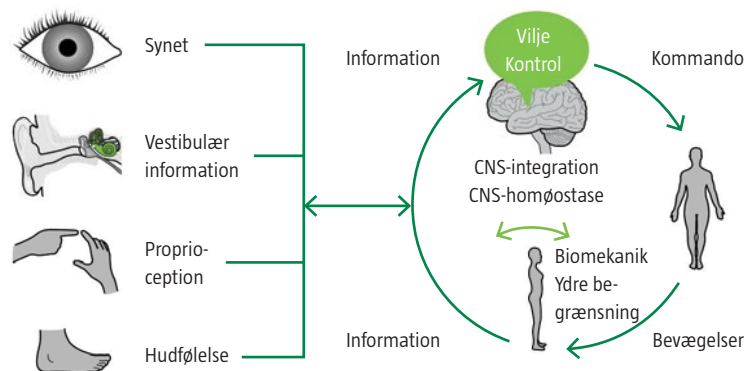 Synet
Vestibulær
information
Proprio-
ception
Hudfølelse
Information
Information
Vilje
Kontrol
Kommando
CNS-integration
CNS-homøostase
Biomekanik
Ydre be-
grænsning
Bevægelser